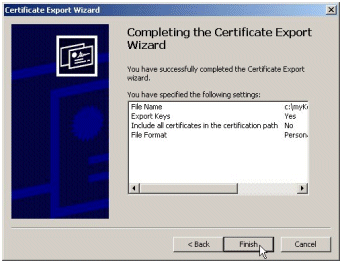 Certificate Export Wizard
Completing the Certificate Export
Wizard
You have successfully completed the Certificate Export
wizard.
You have specified the following settings:
File Name c:\myK
Export Keys Yes
Include all certificates in the certification path No
File Format Person
< Back Finish Cancel